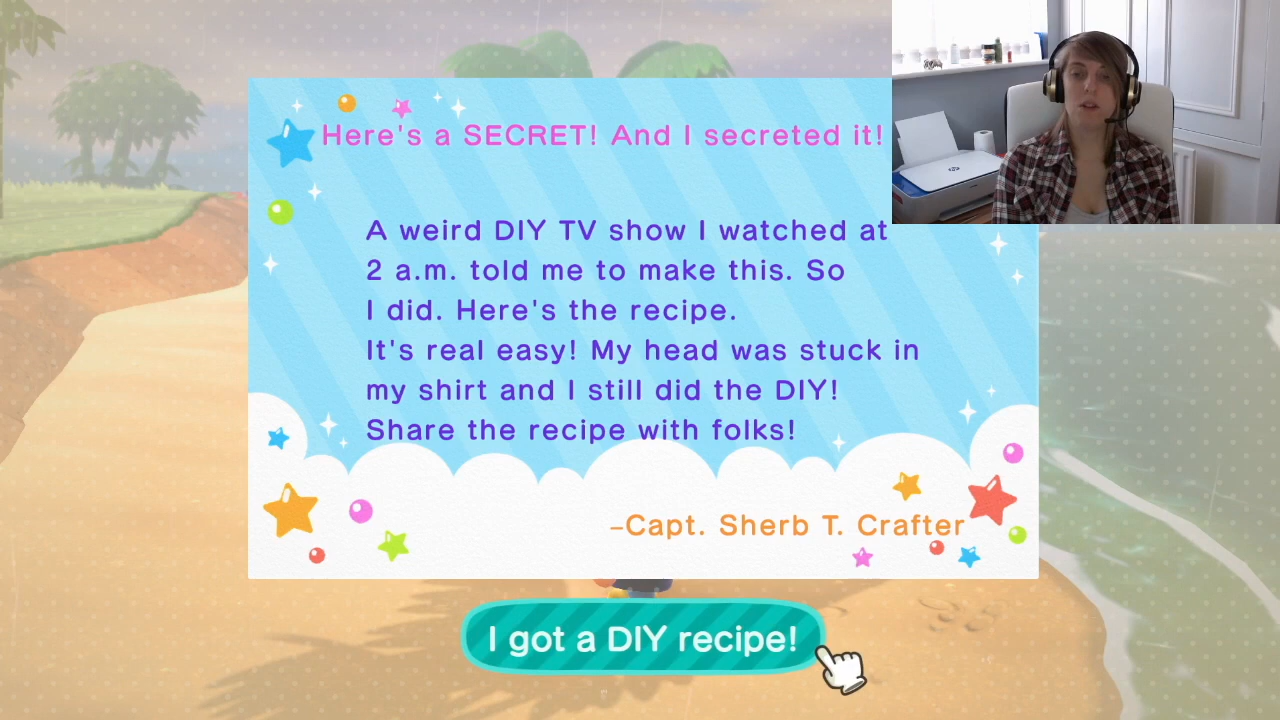 Here's a SECRET! And I secreted it!
A weird DIY TV show I watched at
2 a.m. told me to make this. So
I did. Here's the recipe.
It's real easy! My head was stuck in
my shirt and I still did the DIY!
Share the recipe with folks!
–Capt. Sherb T. Crafter
I got a DIY recipe!